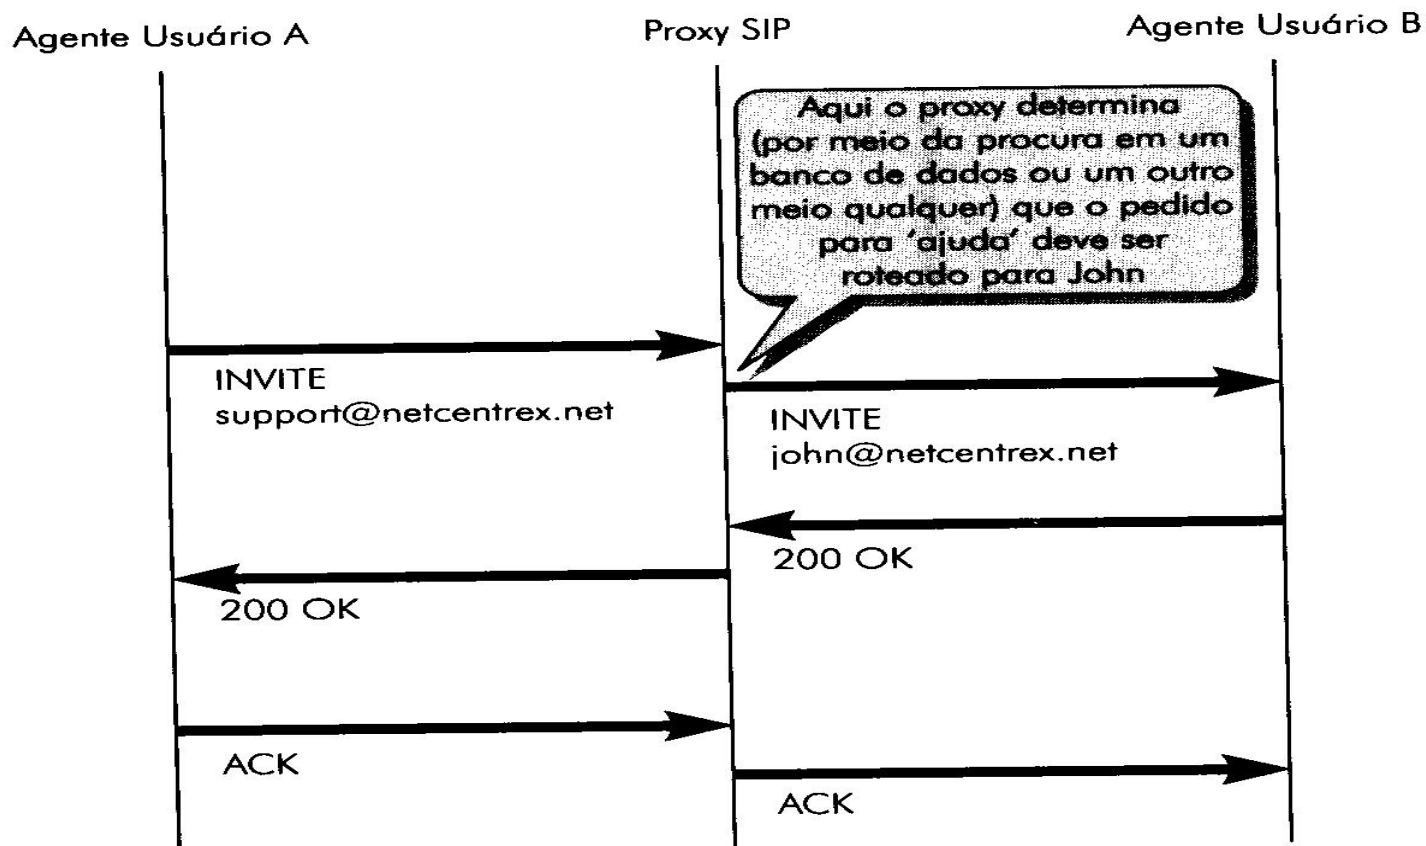 Agente Usuário A
Proxy SIP
Agente Usuário B
Aqui o proxy determina
(por meio da procura em um
banco de dados ou um outro
meio qualquer) que o pedido
para 'ajuda' deve ser
roteado para John
INVITE
support@netcentrex.net
INVITE
john@netcentrex.net
200 OK
200 OK
ACK
ACK